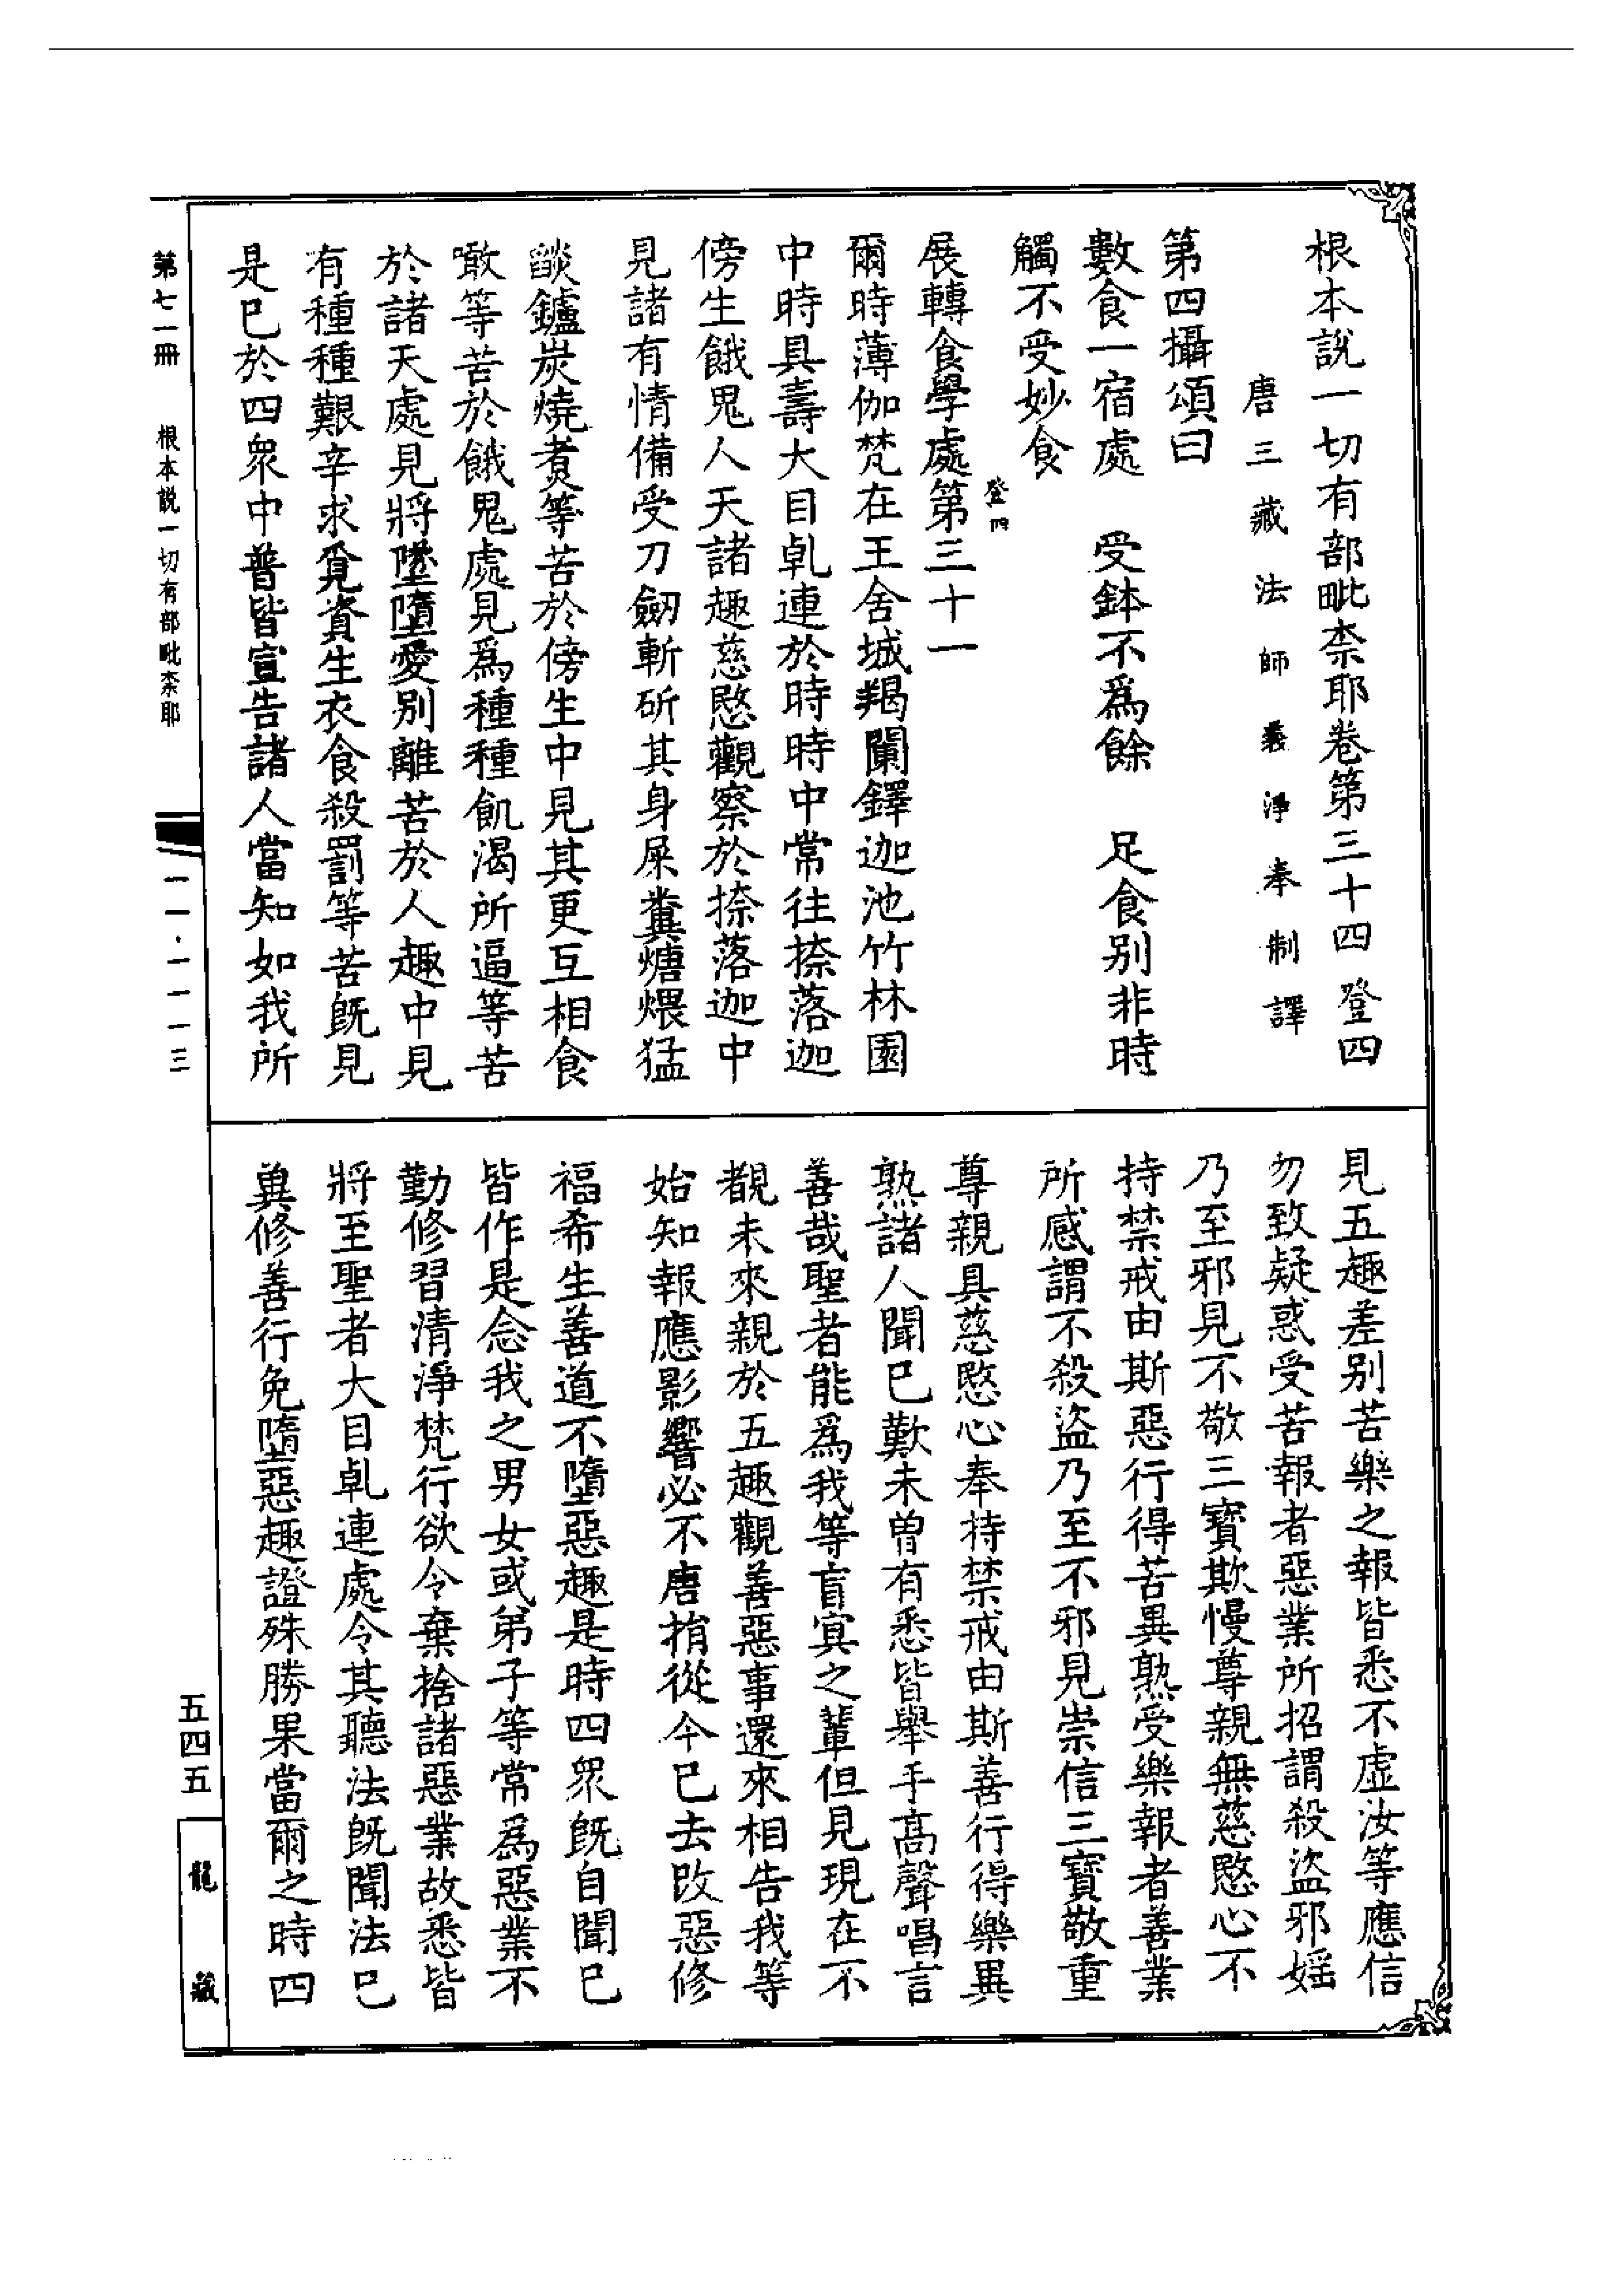 根本說一切有部毗柰耶卷第三十四 登四
唐三藏法師義淨奉制譯
第四攝頌曰
數食一宿處 受鉢不爲餘 足食別非時
觸不受妙食
登四
展轉食學處第三十一
爾時薄伽梵在王舍城羯闌鐸迦池竹林園
中時具壽大目乹連於時時中常往捺落迦
傍生餓鬼人天諸趣慈愍觀察於捺落迦中
見諸有情備受刀劒斬斫其身屎糞煻煨猛
燄鑪炭燒煑等苦於傍生中見其更互相食
噉等苦於餓鬼處見爲種種飢渴所逼等苦
於諸天處見將墜墮愛別離苦於人趣中見
有種種艱辛求覓資生衣食殺罰等苦旣見
是已於四衆中普皆宣告諸人當知如我所
見五趣差別苦樂之報皆悉不虛汝等應信
勿致疑惑受苦報者惡業所招謂殺盜邪婬
乃至邪見不敬三寶欺慢尊親無慈愍心不
持禁戒由斯惡行得苦異熟受樂報者善業
所感謂不殺盜乃至不邪見崇信三寶敬重
尊親具慈愍心奉持禁戒由斯善行得樂異
熟諸人聞已歎未曾有悉皆舉手高聲唱言
善哉聖者能爲我等盲冥之輩但見現在不
覩未來親於五趣觀善惡事還來相告我等
始知報應影響必不唐捐從今已去改惡修
福希生善道不墮惡趣是時四衆旣自聞已
皆作是念我之男女或弟子等常爲惡業不
勤修習清淨梵行欲令棄捨諸惡業故悉皆
將至聖者大目乹連處令其聽法旣聞法已
兾修善行免墮惡趣證殊勝果當爾之時四
第七一冊 根本說一切有部毗柰耶
一一·一一一三
五四五
龍藏